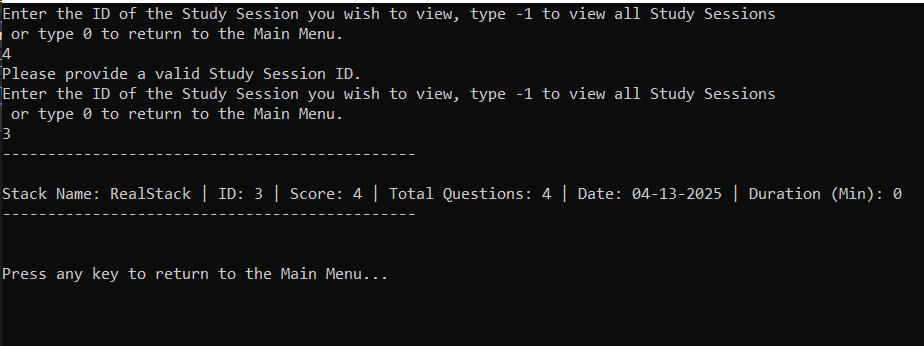 Enter the ID of the Study Session you wish to view, type -1 to view all Study Sessions
 or type 0 to return to the Main Menu.
4
Please provide a valid Study Session ID.
Enter the ID of the Study Session you wish to view, type -1 to view all Study Sessions
 or type 0 to return to the Main Menu.
3
----------------------------------------------
Stack Name: RealStack | ID: 3 | Score: 4 | Total Questions: 4 | Date: 04-13-2025 | Duration (Min): 0
----------------------------------------------
Press any key to return to the Main Menu...